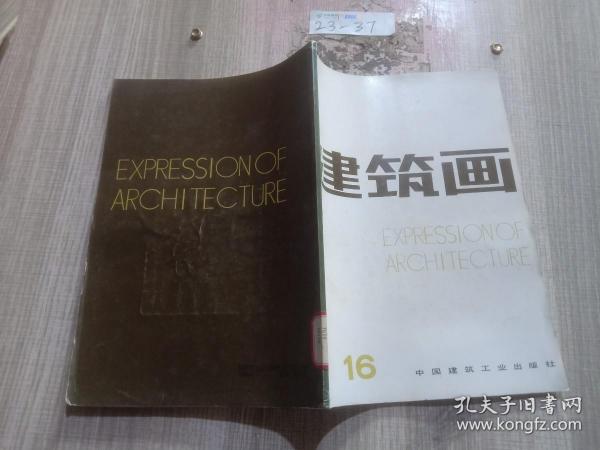 23-37
EXPRESSION OF
ARCHITECTURE
建筑画
EXPRESSION OF
ARCHITECTURE
16
中国建筑工业出版社
孔夫子旧书网
www.kongfz.com